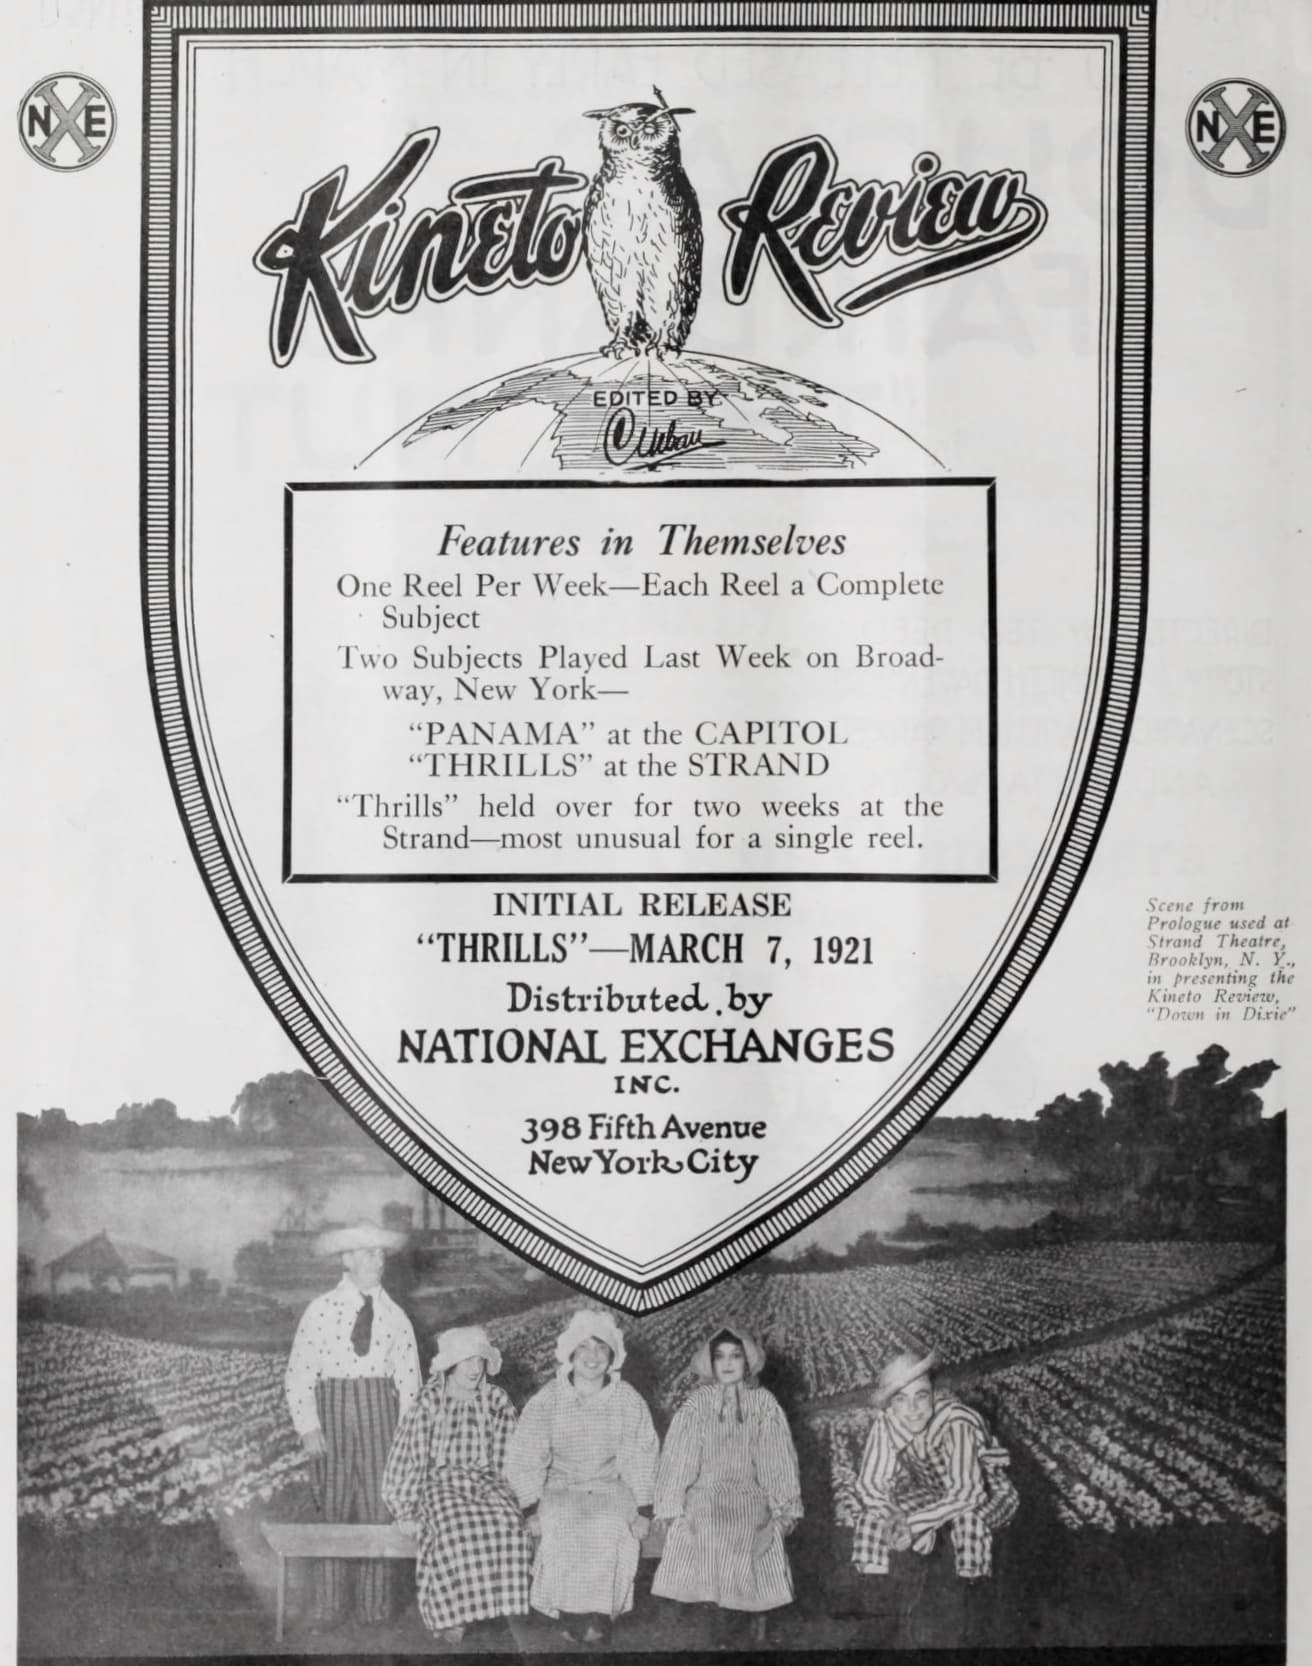 NXE
NXE
Kineto Review
EDITED BY
C Urban
Features in Themselves
One Reel Per Week—Each Reel a Complete
Subject
Two Subjects Played Last Week on Broad-
way, New York—
“PANAMA” at the CAPITOL
“THRILLS” at the STRAND
“Thrills” held over for two weeks at the
Strand—most unusual for a single reel.
INITIAL RELEASE
“THRILLS”—MARCH 7, 1921
Distributed by
NATIONAL EXCHANGES
INC.
398 Fifth Avenue
New York City
Scene from
Prologue used at
Strand Theatre,
Brooklyn, N. Y.,
in presenting the
Kineto Review,
“Down in Dixie”